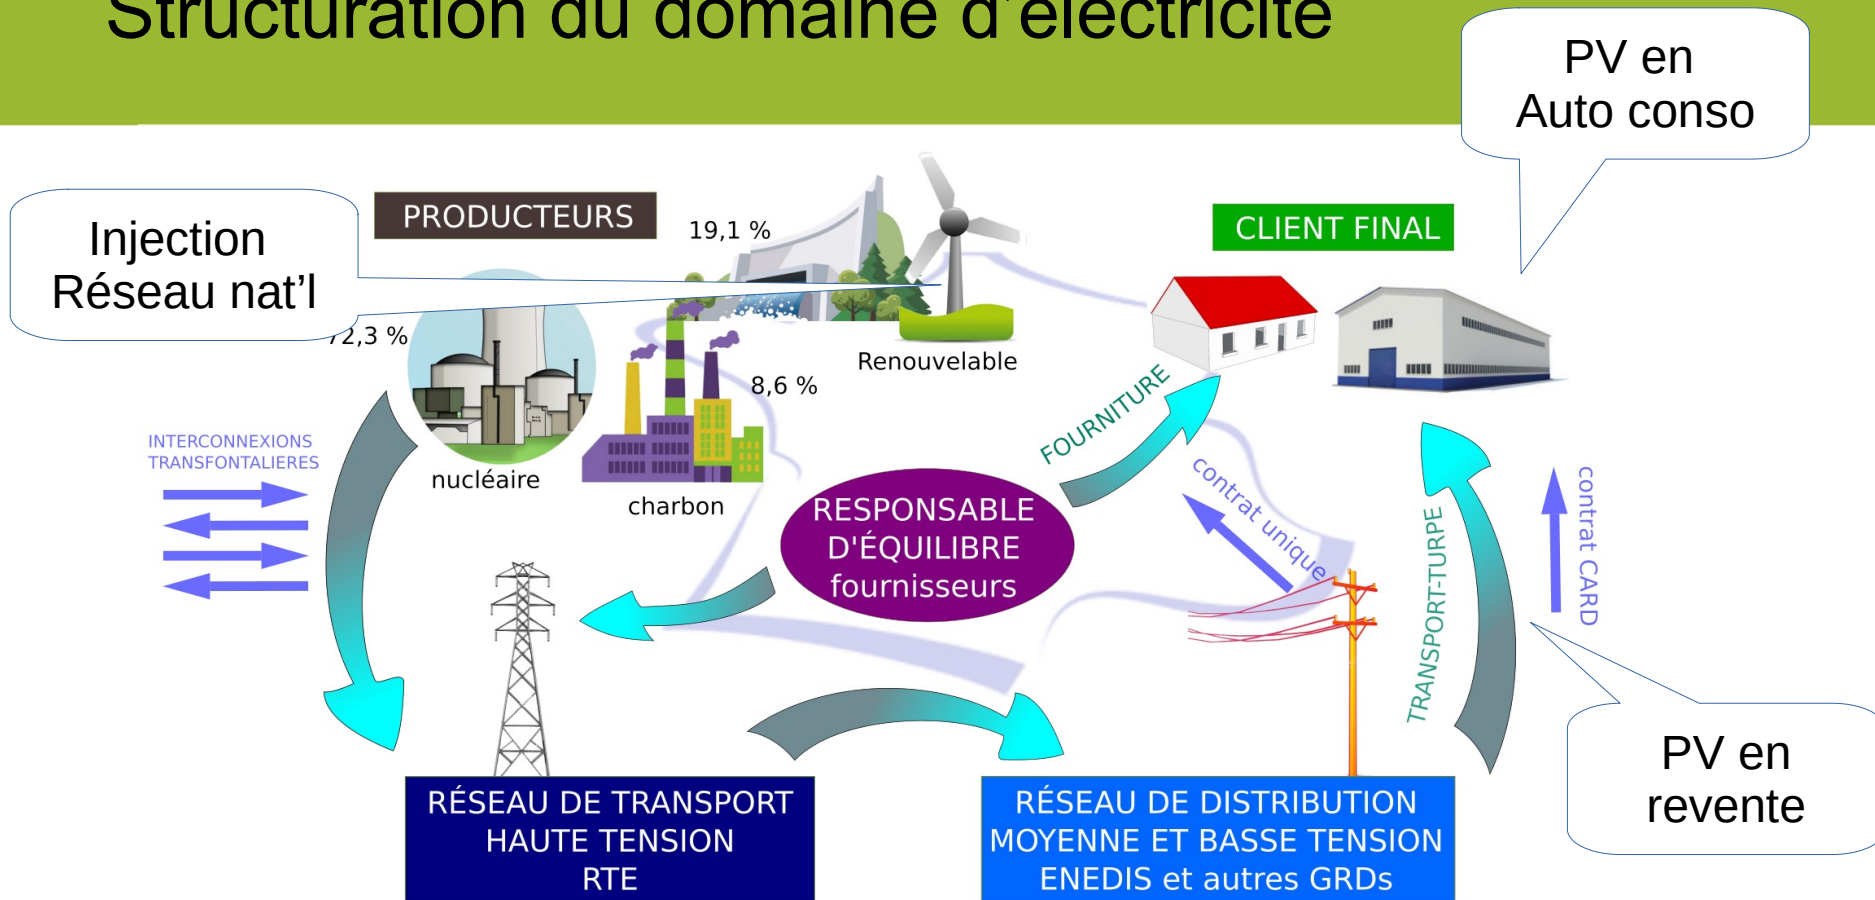 Structuration du domaine d'électricité
PV en
Auto conso
Injection
Réseau nat'l
PRODUCTEURS
19,1 %
CLIENT FINAL
72,3 %
8,6 %
Renouvelable
nucléaire
charbon
INTERCONNEXIONS
TRANSFONTALIERES
FOURNITURE
RESPONSABLE
D'ÉQUILIBRE
fournisseurs
contrat unique
TRANSPORT-TURPE
contrat CARD
PV en
revente
RÉSEAU DE TRANSPORT
HAUTE TENSION
RTE
RÉSEAU DE DISTRIBUTION
MOYENNE ET BASSE TENSION
ENEDIS et autres GRDs